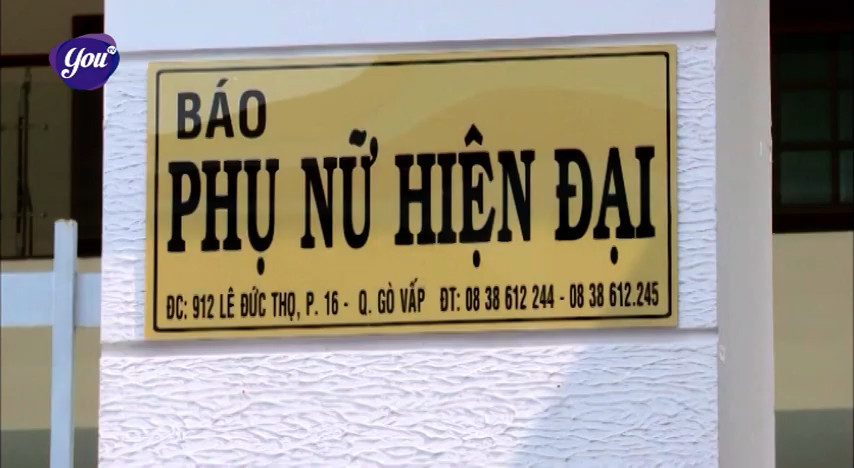 You TV
BÁO
PHỤ NỮ HIỆN ĐẠI
ĐC: 912 LÊ ĐỨC THỌ, P. 16 - Q. GÒ VẤP ĐT: 08 38 612 244 - 08 38 612.245